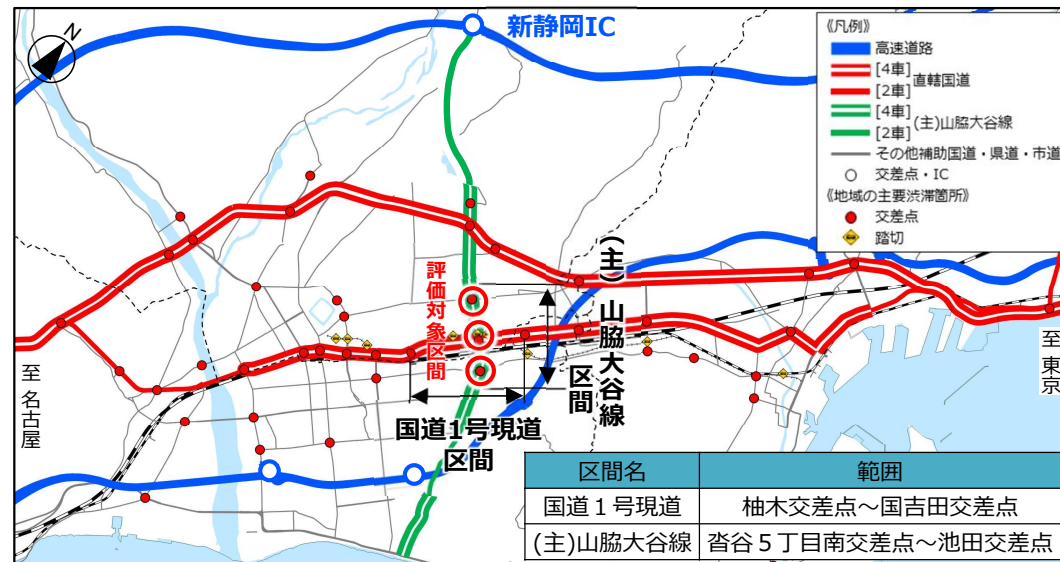 N
新静岡IC
《凡例》
高速道路
[4車]
[2車]
直轄国道
[4車]
[2車]
(主)山脇大谷線
その他補助国道・県道・市道
交差点・IC
《地域の主要渋滞箇所》
交差点
踏切
評価対象区間
(主)山脇大谷線
区間
至 名古屋
至 東京
国道1号現道
区間
区間名 範囲
国道1号現道 柚木交差点～国吉田交差点
(主)山脇大谷線 沓谷5丁目南交差点～池田交差点